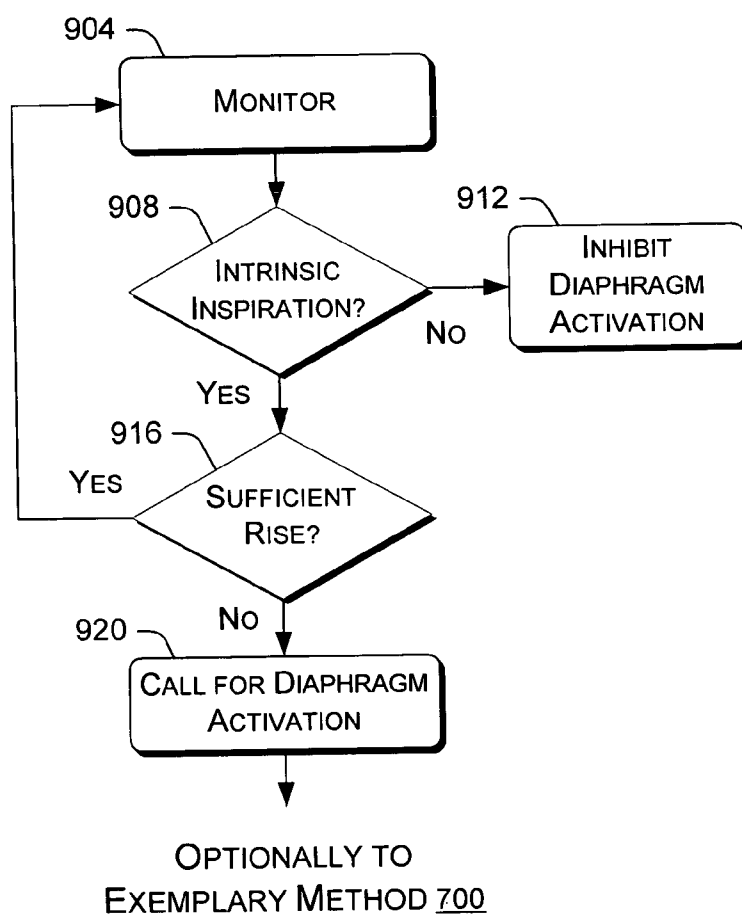 904
MONITOR
908
INTRINSIC
INSPIRATION?
NO
912
INHIBIT
DIAPHRAGM
ACTIVATION
YES
916
YES
SUFFICIENT
RISE?
NO
920
CALL FOR DIAPHRAGM
ACTIVATION
OPTIONALLY TO
EXEMPLARY METHOD 700